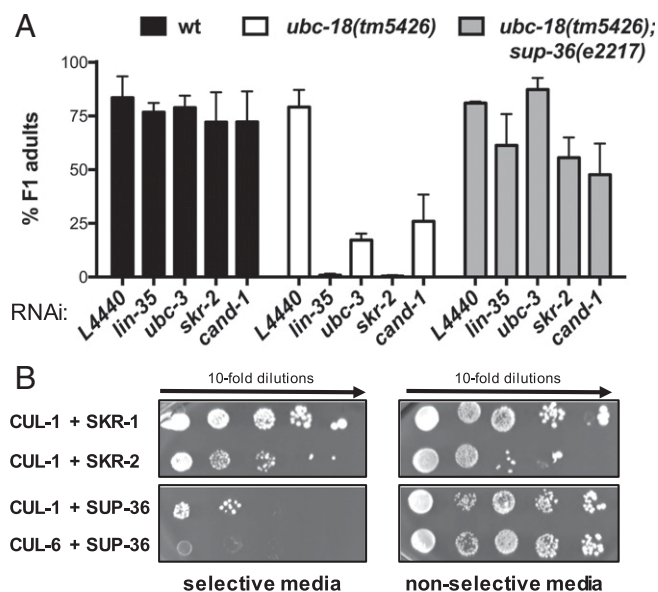 A
wt
ubc-18(tm5426)
ubc-18(tm5426);
sup-36(e2217)
% F1 adults
100
75
50
25
0
RNAi:
L4440
lin-35
ubc-3
skr-2
cand-1
L4440
lin-35
ubc-3
skr-2
cand-1
L4440
lin-35
ubc-3
skr-2
cand-1
B
10-fold dilutions
10-fold dilutions
CUL-1 + SKR-1
CUL-1 + SKR-2
CUL-1 + SUP-36
CUL-6 + SUP-36
selective media
non-selective media